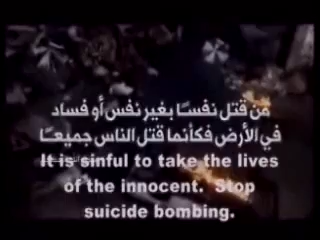 من قتل نفسًا بغير نفس أو فساد
في الأرض فكأنما قتل الناس جميعًا
It is sinful to take the lives
of the innocent. Stop
suicide bombing.